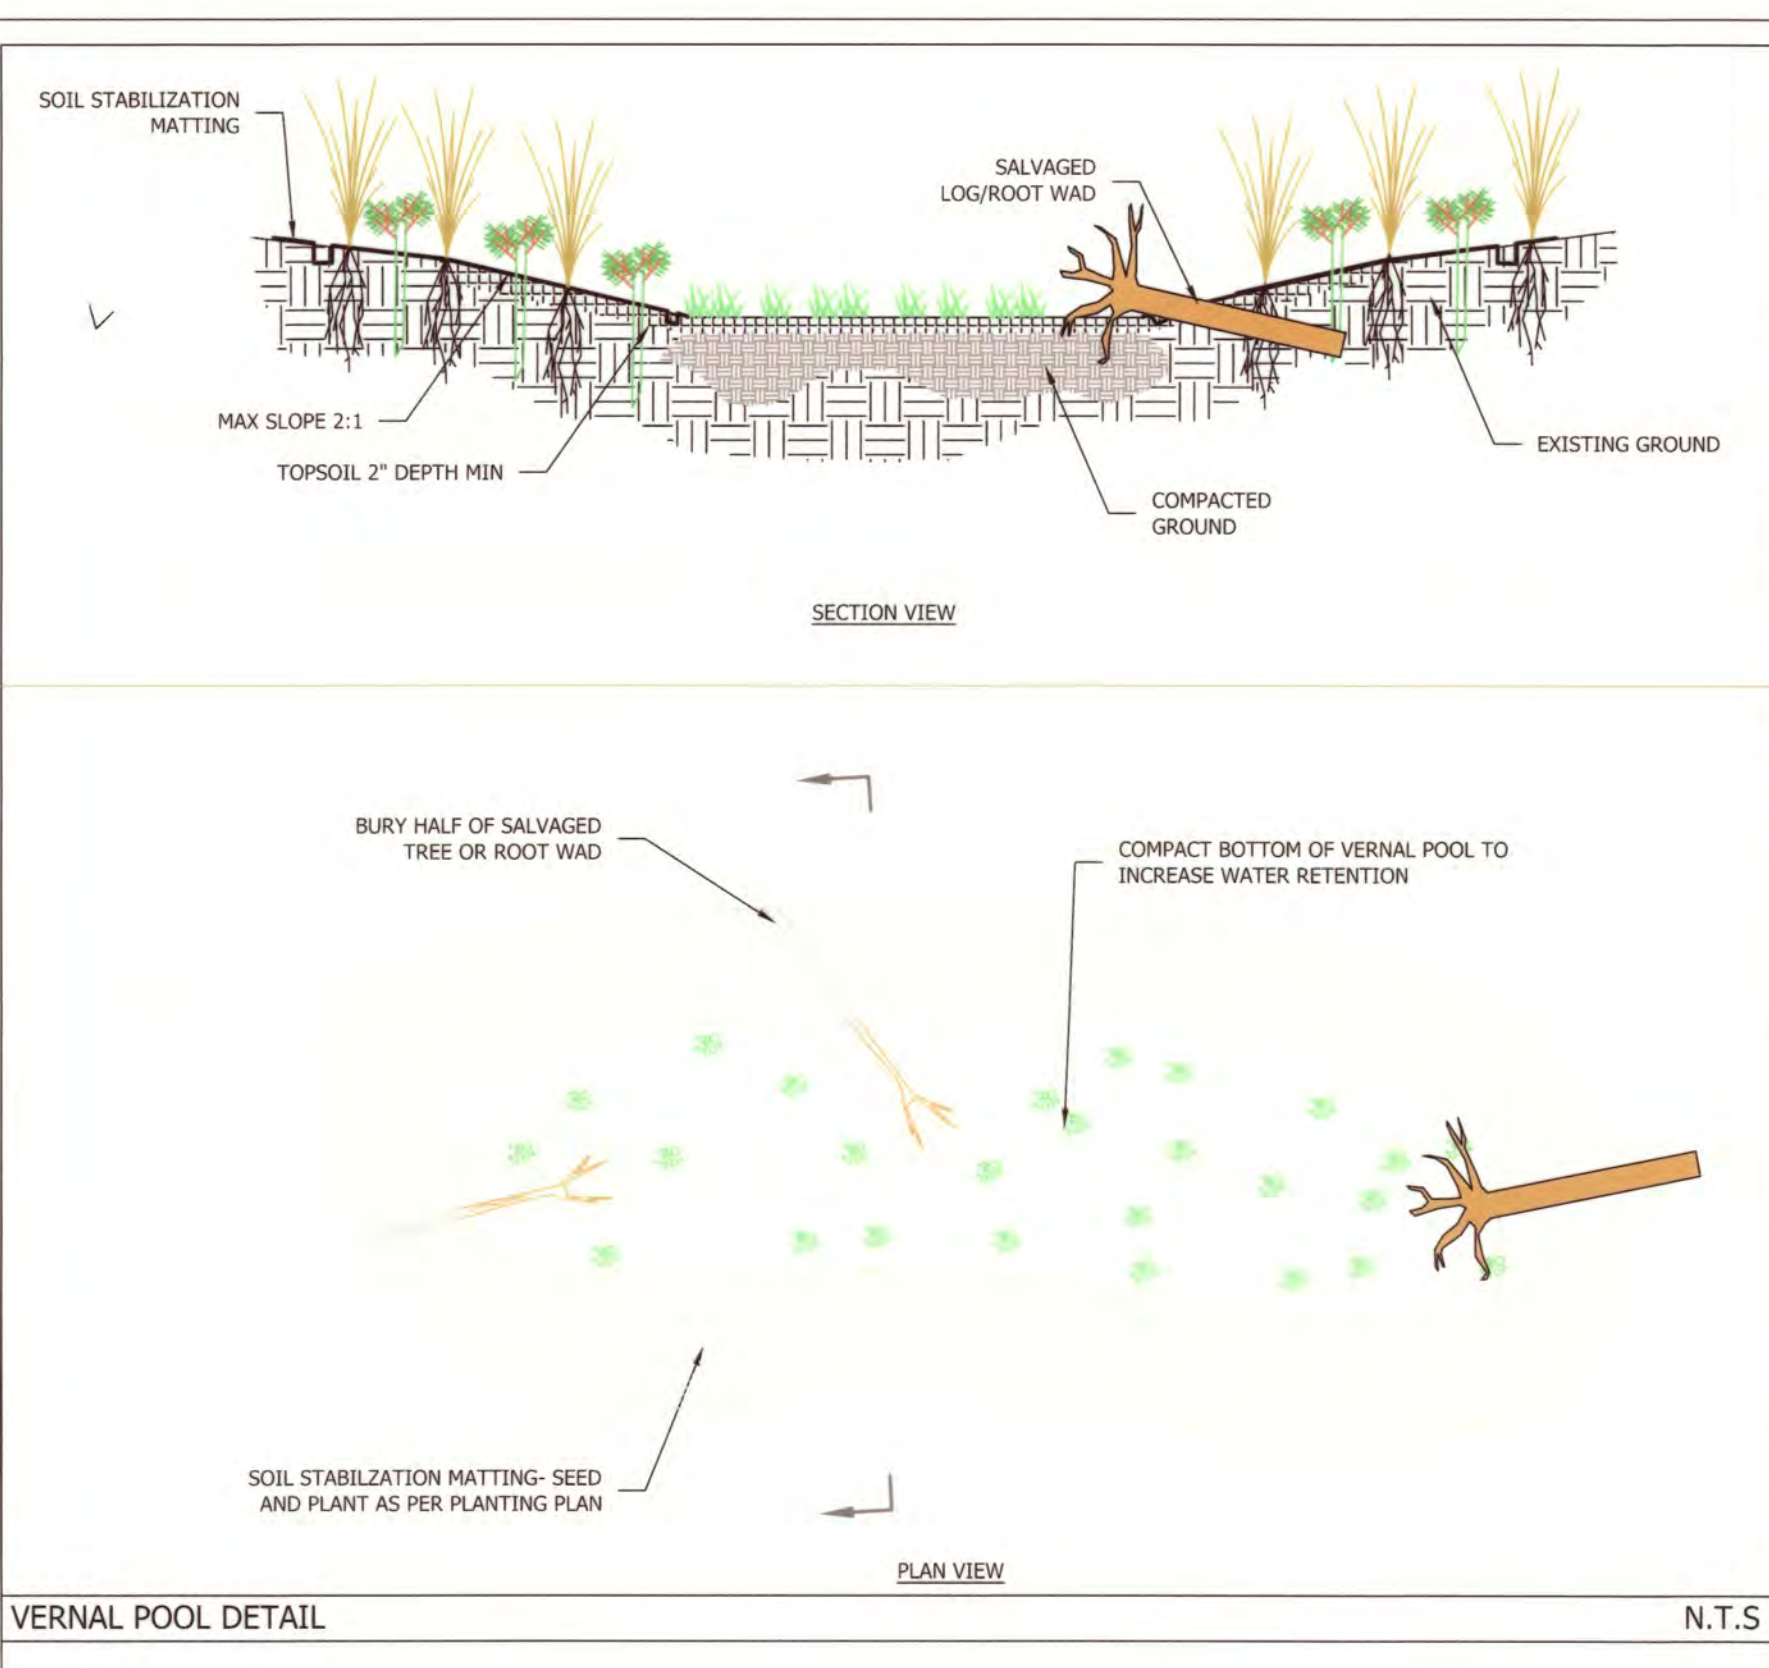 SOIL STABILIZATION
MATTING
SALVAGED
LOG/ROOT WAD
MAX SLOPE 2:1
TOPSOIL 2" DEPTH MIN
EXISTING GROUND
COMPACTED
GROUND
SECTION VIEW
BURY HALF OF SALVAGED
TREE OR ROOT WAD
COMPACT BOTTOM OF VERNAL POOL TO
INCREASE WATER RETENTION
SOIL STABILZATION MATTING- SEED
AND PLANT AS PER PLANTING PLAN
PLAN VIEW
VERNAL POOL DETAIL
N.T.S